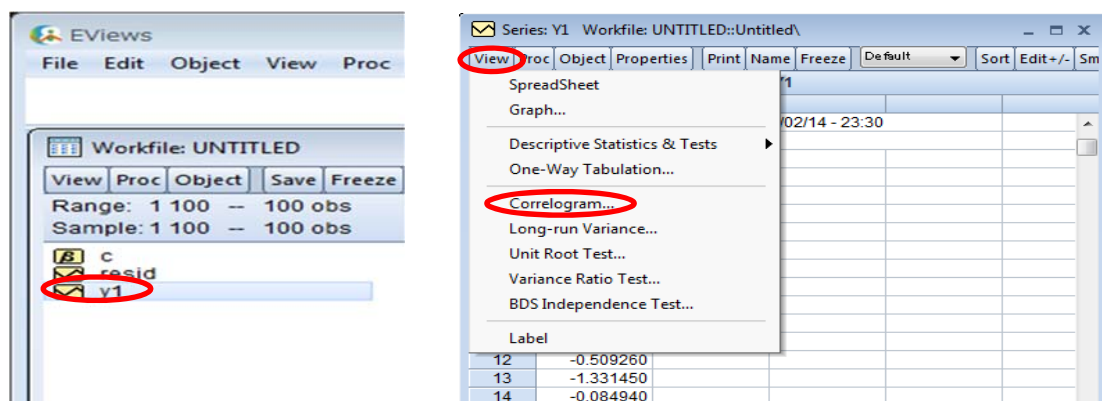 EViews
File Edit Object View Proc
Workfile: UNTITLED
View Proc Object Save Freeze
Range: 1 100 -- 100 obs
Sample: 1 100 -- 100 obs
c
resid
y1
Series: Y1 Workfile: UNTITLED::Untitled\
View Proc Object Properties Print Name Freeze Default Sort Edit+/- Sm
SpreadSheet
Graph...
/02/14 - 23:30
Descriptive Statistics & Tests
One-Way Tabulation...
Correlogram...
Long-run Variance...
Unit Root Test...
Variance Ratio Test...
BDS Independence Test...
Label
12 -0.509260
13 -1.331450
14 -0.084940